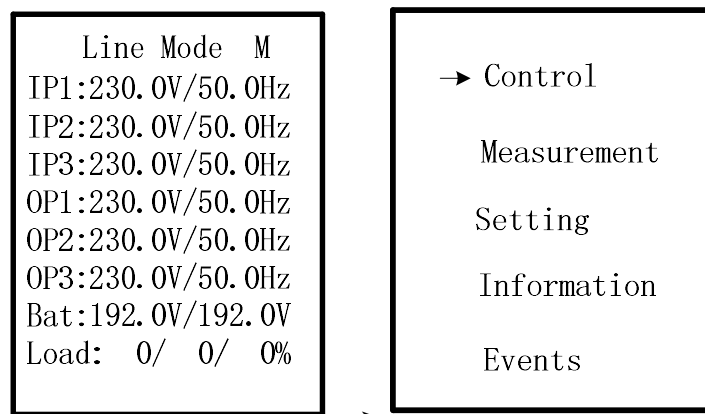 Line Mode M
IP1:230.0V/50.0Hz
IP2:230.0V/50.0Hz
IP3:230.0V/50.0Hz
OP1:230.0V/50.0Hz
OP2:230.0V/50.0Hz
OP3:230.0V/50.0Hz
Bat:192.0V/192.0V
Load: 0/ 0/ 0%
→ Control
Measurement
Setting
Information
Events